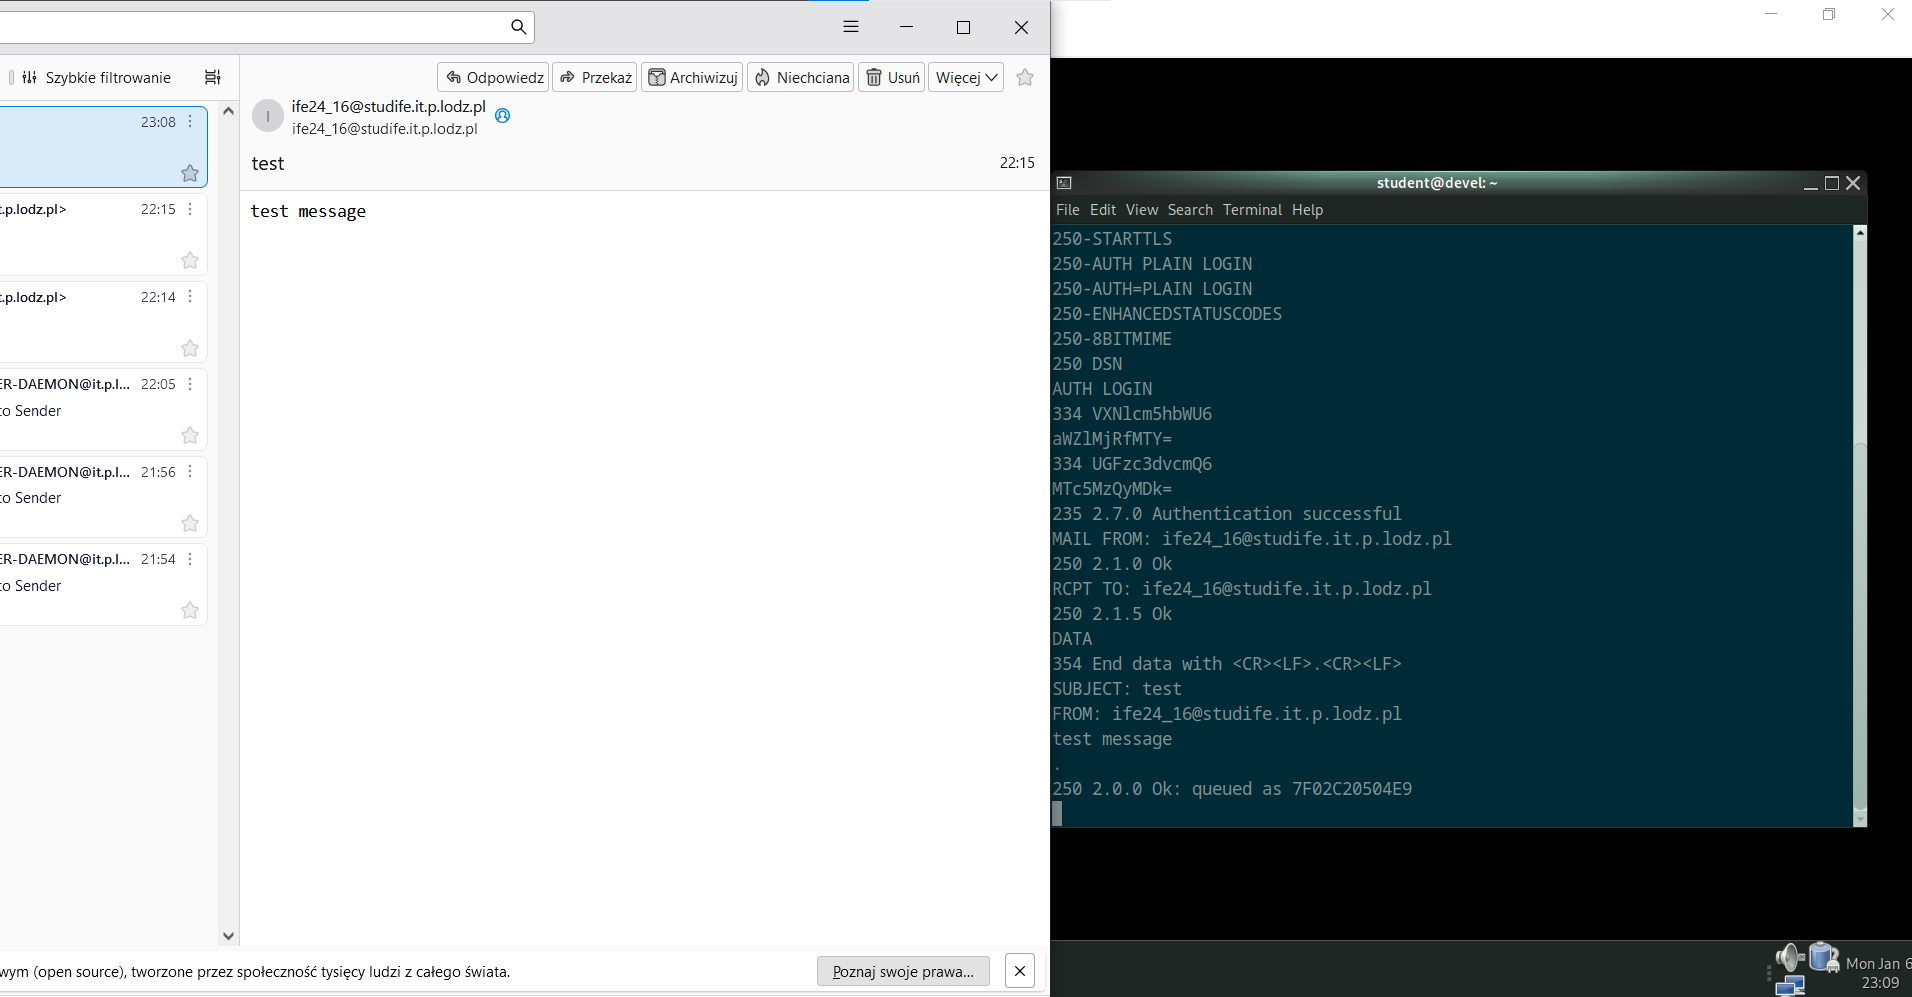 Szybkie filtrowanie
23:08
.p.lodz.pl>
22:15
.p.lodz.pl>
22:14
ER-DAEMON@it.p.l...
22:05
to Sender
ER-DAEMON@it.p.l...
21:56
to Sender
ER-DAEMON@it.p.l...
21:54
to Sender
Odpowiedz
Przekaż
Archiwizuj
Niechciana
Usuń
Więcej
I
ife24_16@studife.it.p.lodz.pl
ife24_16@studife.it.p.lodz.pl
test
22:15
test message
wym (open source), tworzone przez społeczność tysięcy ludzi z całego świata.
Poznaj swoje prawa...
student@devel: ~
File Edit View Search Terminal Help
250-STARTTLS
250-AUTH PLAIN LOGIN
250-AUTH=PLAIN LOGIN
250-ENHANCEDSTATUSCODES
250-8BITMIME
250 DSN
AUTH LOGIN
334 VXNlcm5hbWU6
aWZlMjRfMTY=
334 UGFzc3dvcmQ6
MTc5MzQyMDk=
235 2.7.0 Authentication successful
MAIL FROM: ife24_16@studife.it.p.lodz.pl
250 2.1.0 Ok
RCPT TO: ife24_16@studife.it.p.lodz.pl
250 2.1.5 Ok
DATA
354 End data with <CR><LF>.<CR><LF>
SUBJECT: test
FROM: ife24_16@studife.it.p.lodz.pl
test message
.
250 2.0.0 Ok: queued as 7F02C20504E9
Mon Jan 6
23:09